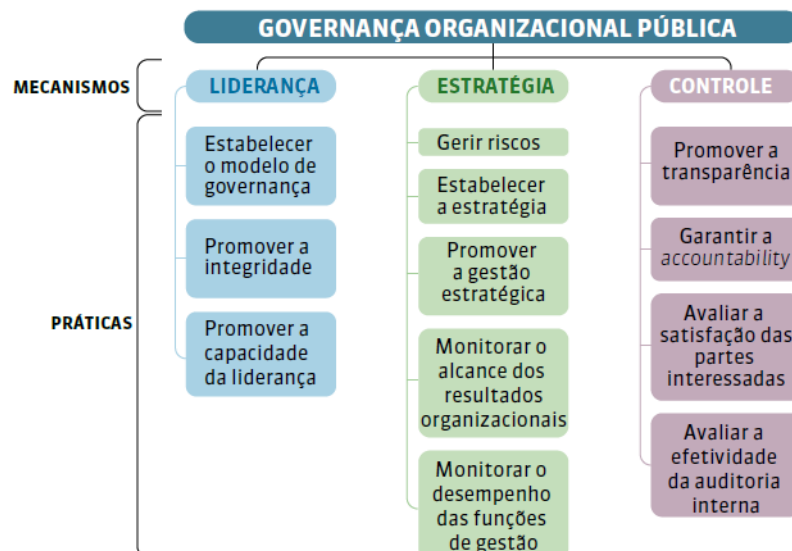 GOVERNANÇA ORGANIZACIONAL PÚBLICA
MECANISMOS
LIDERANÇA
ESTRATÉGIA
CONTROLE
PRÁTICAS
Estabelecer
o modelo de
governança
Promover a
integridade
Promover a
capacidade
da liderança
Gerir riscos
Estabelecer
a estratégia
Promover
a gestão
estratégica
Monitorar o
alcance dos
resultados
organizacionais
Monitorar o
desempenho
das funções
de gestão
Promover a
transparência
Garantir a
accountability
Avaliar a
satisfação das
partes
interessadas
Avaliar a
efetividade
da auditoria
interna